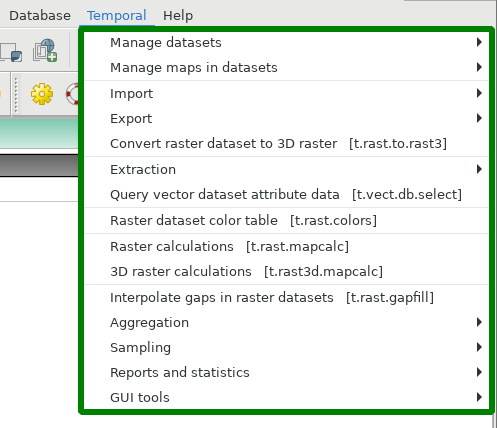 Database Temporal Help
Manage datasets
Manage maps in datasets
Import
Export
Convert raster dataset to 3D raster [t.rast.to.rast3]
Extraction
Query vector dataset attribute data [t.vect.db.select]
Raster dataset color table [t.rast.colors]
Raster calculations [t.rast.mapcalc]
3D raster calculations [t.rast3d.mapcalc]
Interpolate gaps in raster datasets [t.rast.gapfill]
Aggregation
Sampling
Reports and statistics
GUI tools